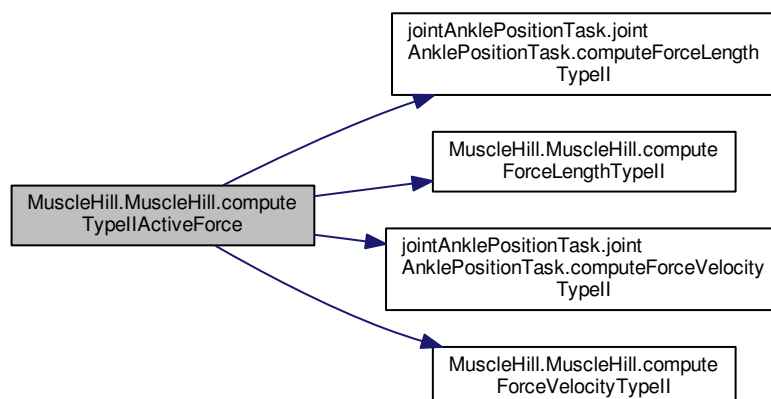 jointAnklePositionTask.joint
AnklePositionTask.computeForceLength
TypeII
MuscleHill.MuscleHill.compute
ForceLengthTypeII
MuscleHill.MuscleHill.compute
TypeIIActiveForce
jointAnklePositionTask.joint
AnklePositionTask.computeForceVelocity
TypeII
MuscleHill.MuscleHill.compute
ForceVelocityTypeII